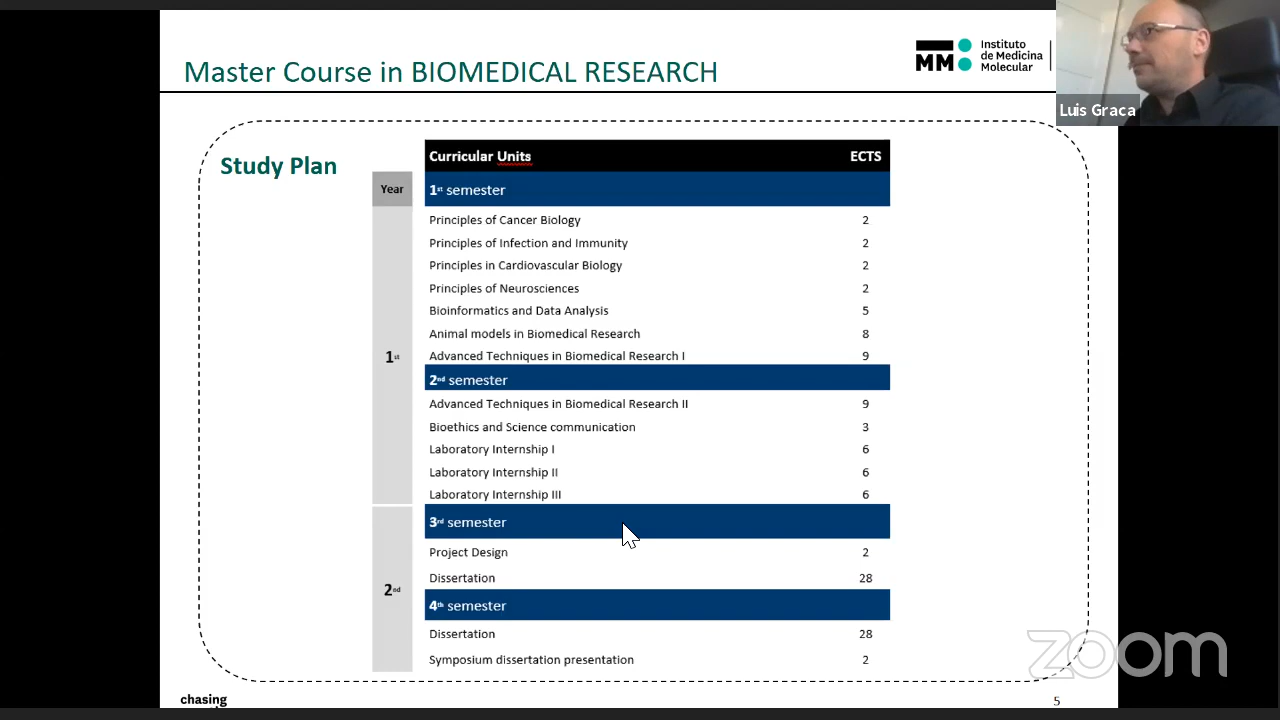 Master Course in BIOMEDICAL RESEARCH
MM
Instituto
de Medicina
Molecular
Luis Graca
Study Plan
Curricular Units ECTS
Year 1st semester
Principles of Cancer Biology 2
Principles of Infection and Immunity 2
Principles in Cardiovascular Biology 2
Principles of Neurosciences 2
Bioinformatics and Data Analysis 5
Animal models in Biomedical Research 8
1st
Advanced Techniques in Biomedical Research I 9
2nd semester
Advanced Techniques in Biomedical Research II 9
Bioethics and Science communication 3
Laboratory Internship I 6
Laboratory Internship II 6
Laboratory Internship III 6
3rd semester
Project Design 2
Dissertation 28
2nd
4th semester
Dissertation 28
Symposium dissertation presentation 2
zoom
chasing
5